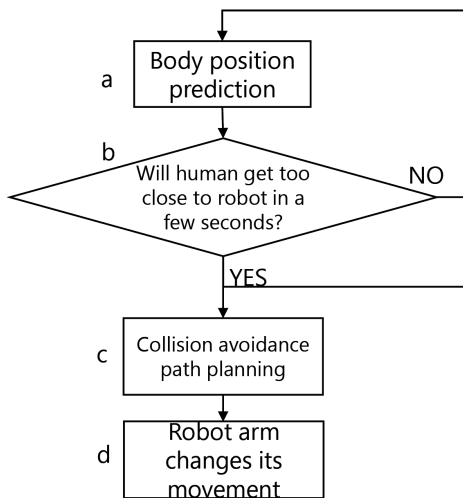 a
Body position
prediction
b
Will human get too
close to robot in a
few seconds?
NO
YES
c
Collision avoidance
path planning
d
Robot arm
changes its
movement